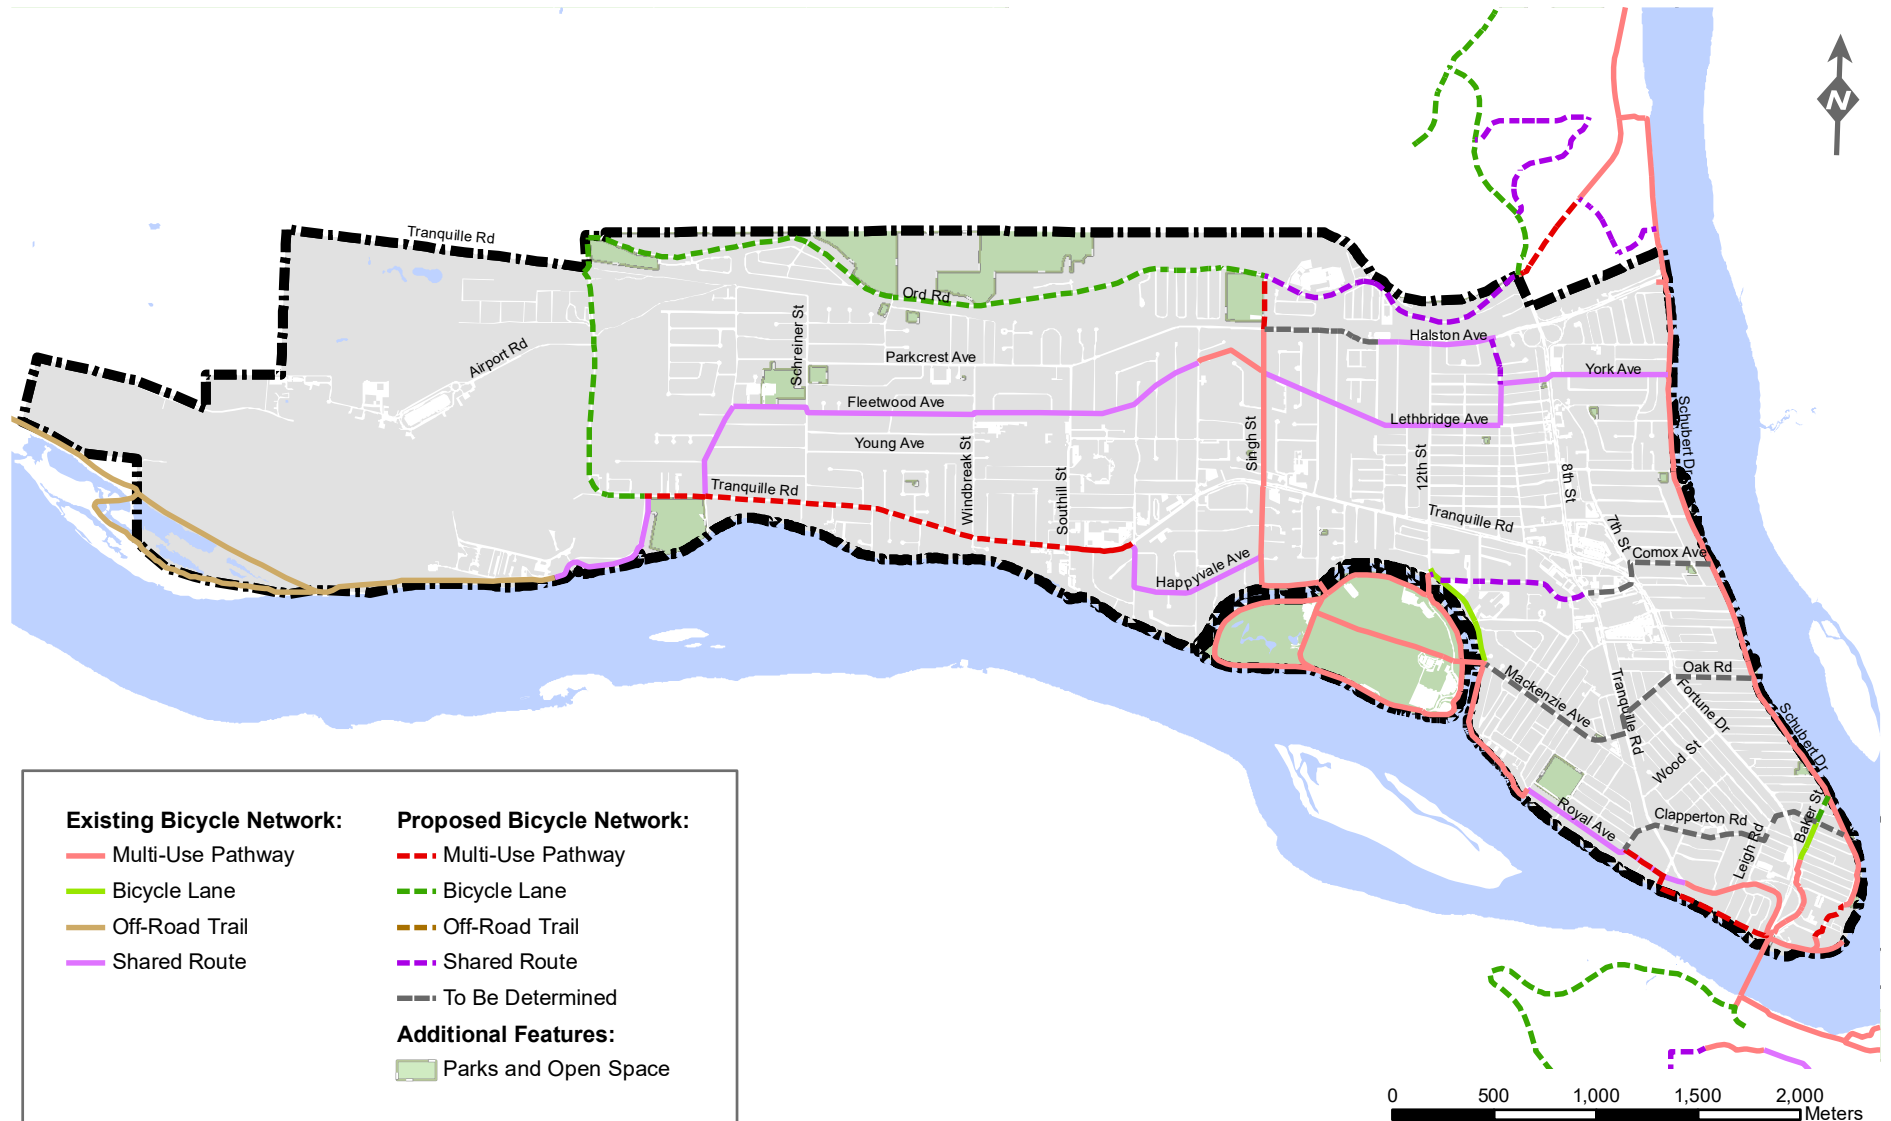 N
Tranquille Rd
Ord Rd
Airport Rd
Schreiner St
Parkcrest Ave
Halston Ave
York Ave
Fleetwood Ave
Lethbridge Ave
Young Ave
Windbreak St
Southill St
Singh St
12th St
8th St
Schubert Dr
Tranquille Rd
Tranquille Rd
7th St
Comox Ave
Happyvale Ave
Oak Rd
Mackenzie Ave
Tranquille Rd
Fortune Dr
Schubert Dr
Wood St
Royal Ave
Clapperton Rd
Leigh Rd
Baker St
Existing Bicycle Network:
Multi-Use Pathway
Bicycle Lane
Off-Road Trail
Shared Route
Proposed Bicycle Network:
Multi-Use Pathway
Bicycle Lane
Off-Road Trail
Shared Route
To Be Determined
Additional Features:
Parks and Open Space
0 500 1,000 1,500 2,000
Meters